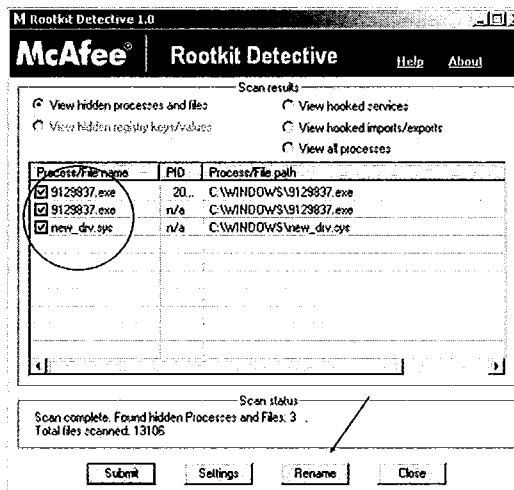 M Rootkit Detective 1.0
McAfee® Rootkit Detective Help About
Scan results
View hidden processes and files View hooked services
View hidden registry keys/values View hooked imports/exports
View all processes
Process/File name PID Process/File path
9129837.exe 20... C:\WINDOWS\9129837.exe
9129837.exe n/a C:\WINDOWS\9129837.exe
new_drv.sys n/a C:\WINDOWS\new_drv.sys
Scan status
Scan complete. Found hidden Processes and Files: 3 .
Total files scanned: 13106
Submit Settings Rename Close